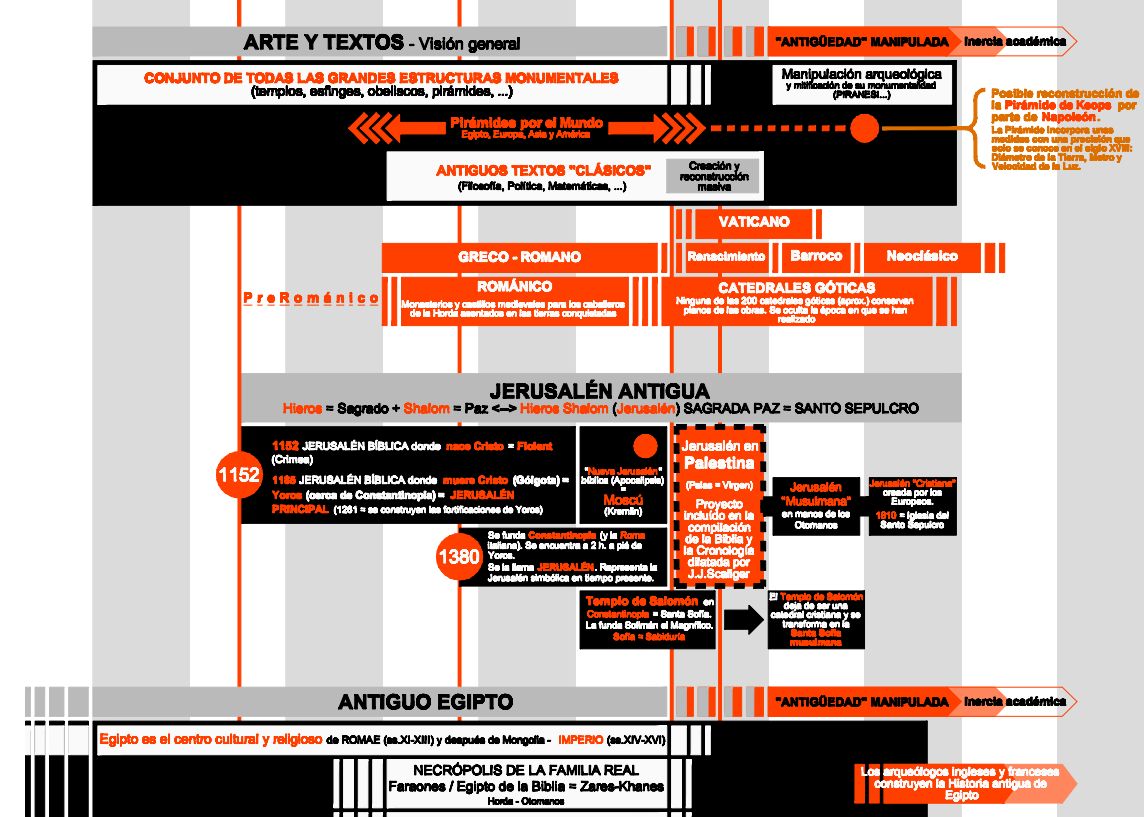 ARTE Y TEXTOS - Visión general
"ANTIGÜEDAD" MANIPULADA
Inercia académica
CONJUNTO DE TODAS LAS GRANDES ESTRUCTURAS MONUMENTALES
(templos, esfinges, obeliscos, pirámides, ...)
Manipulación arqueológica
y mitificación de su monumentalidad
(PIRANESI...)
Pirámides por el Mundo
Egipto, Europa, Asia y América
Posible reconstrucción de
la Pirámide de Keops por
parte de Napoleón.
La Pirámide incorpora unas
medidas con una precisión que
solo se conoce en el siglo XVIII:
Diámetro de la Tierra, Metro y
Velocidad de la Luz.
ANTIGUOS TEXTOS "CLÁSICOS"
(Filosofía, Política, Matemáticas, ...)
Creación y
reconstrucción
masiva
VATICANO
GRECO - ROMANO
Renacimiento
Barroco
Neoclásico
PreRománico
ROMÁNICO
Monasterios y castillos medievales para los caballeros
de la Horda asentados en las tierras conquistadas
CATEDRALES GÓTICAS
Ninguna de las 200 catedrales góticas (aprox.) conservan
planos de las obras. Se oculta la época en que se han
realizado
JERUSALÉN ANTIGUA
Hieros = Sagrado + Shalom = Paz <--> Hieros Shalom (Jerusalén) SAGRADA PAZ = SANTO SEPULCRO
1152
1152 JERUSALÉN BÍBLICA donde nace Cristo = Fiolent
(Crimea)
1185 JERUSALÉN BÍBLICA donde muere Cristo (Gólgota) =
Yoros (cerca de Constantinopla) = JERUSALÉN
PRINCIPAL (1261 = se construyen las fortificaciones de Yoros)
"Nueva Jerusalén"
bíblica (Apocalipsis)
=
Moscú
(Kremlin)
Jerusalén en
Palestina
(Palas = Virgen)
Proyecto
incluído en la
compilación
de la Biblia y
la Cronología
dilatada por
J.J.Scaliger
Jerusalén
"Musulmana"
en manos de los
Otomanos
Jerusalén "Cristiana"
creada por los
Europeos.
1810 = Iglesia del
Santo Sepulcro
1380
Se funda Constantinopla (y la Roma
italiana). Se encuentra a 2 h. a pié de
Yoros.
Se la llama JERUSALÉN. Representa la
Jerusalén simbólica en tiempo presente.
Templo de Salomón en
Constantinopla = Santa Sofía.
La funda Solimán el Magnífico.
Sofía = Sabiduría
El Templo de Salomón
deja de ser una
catedral cristiana y se
transforma en la
Santa Sofía
musulmana
ANTIGUO EGIPTO
"ANTIGÜEDAD" MANIPULADA
Inercia académica
Egipto es el centro cultural y religioso de ROMAE (ss.XI-XIII) y después de Mongolia - IMPERIO (ss.XIV-XVI)
NECRÓPOLIS DE LA FAMILIA REAL
Faraones / Egipto de la Biblia = Zares-Khanes
Horda - Otomanos
Los arqueófogos ingleses y franceses
construyen la Historia antigua de
Egipto